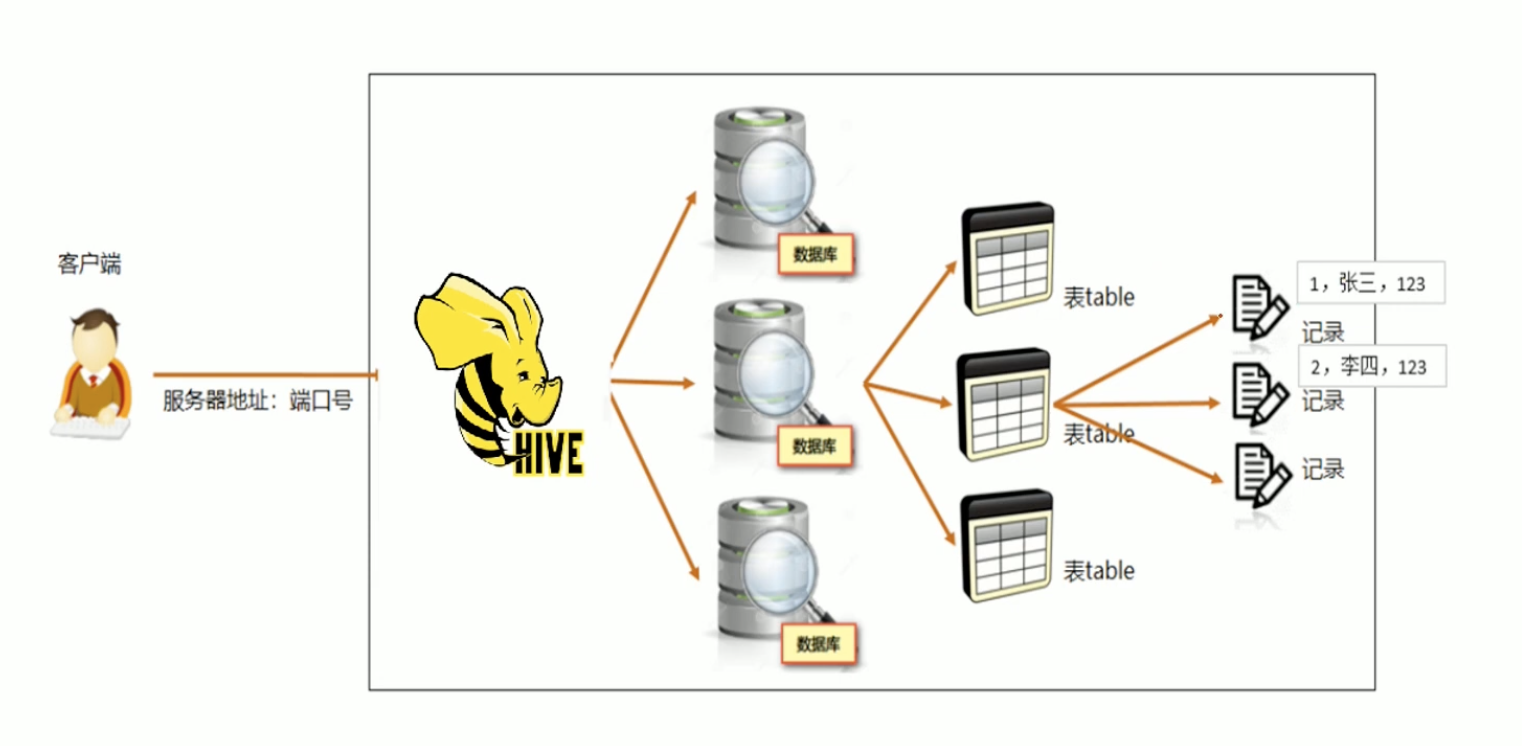 客户端
服务器地址：端口号
HIVE
数据库
数据库
数据库
表table
表table
表table
1，张三，123
记录
2，李四，123
记录
记录